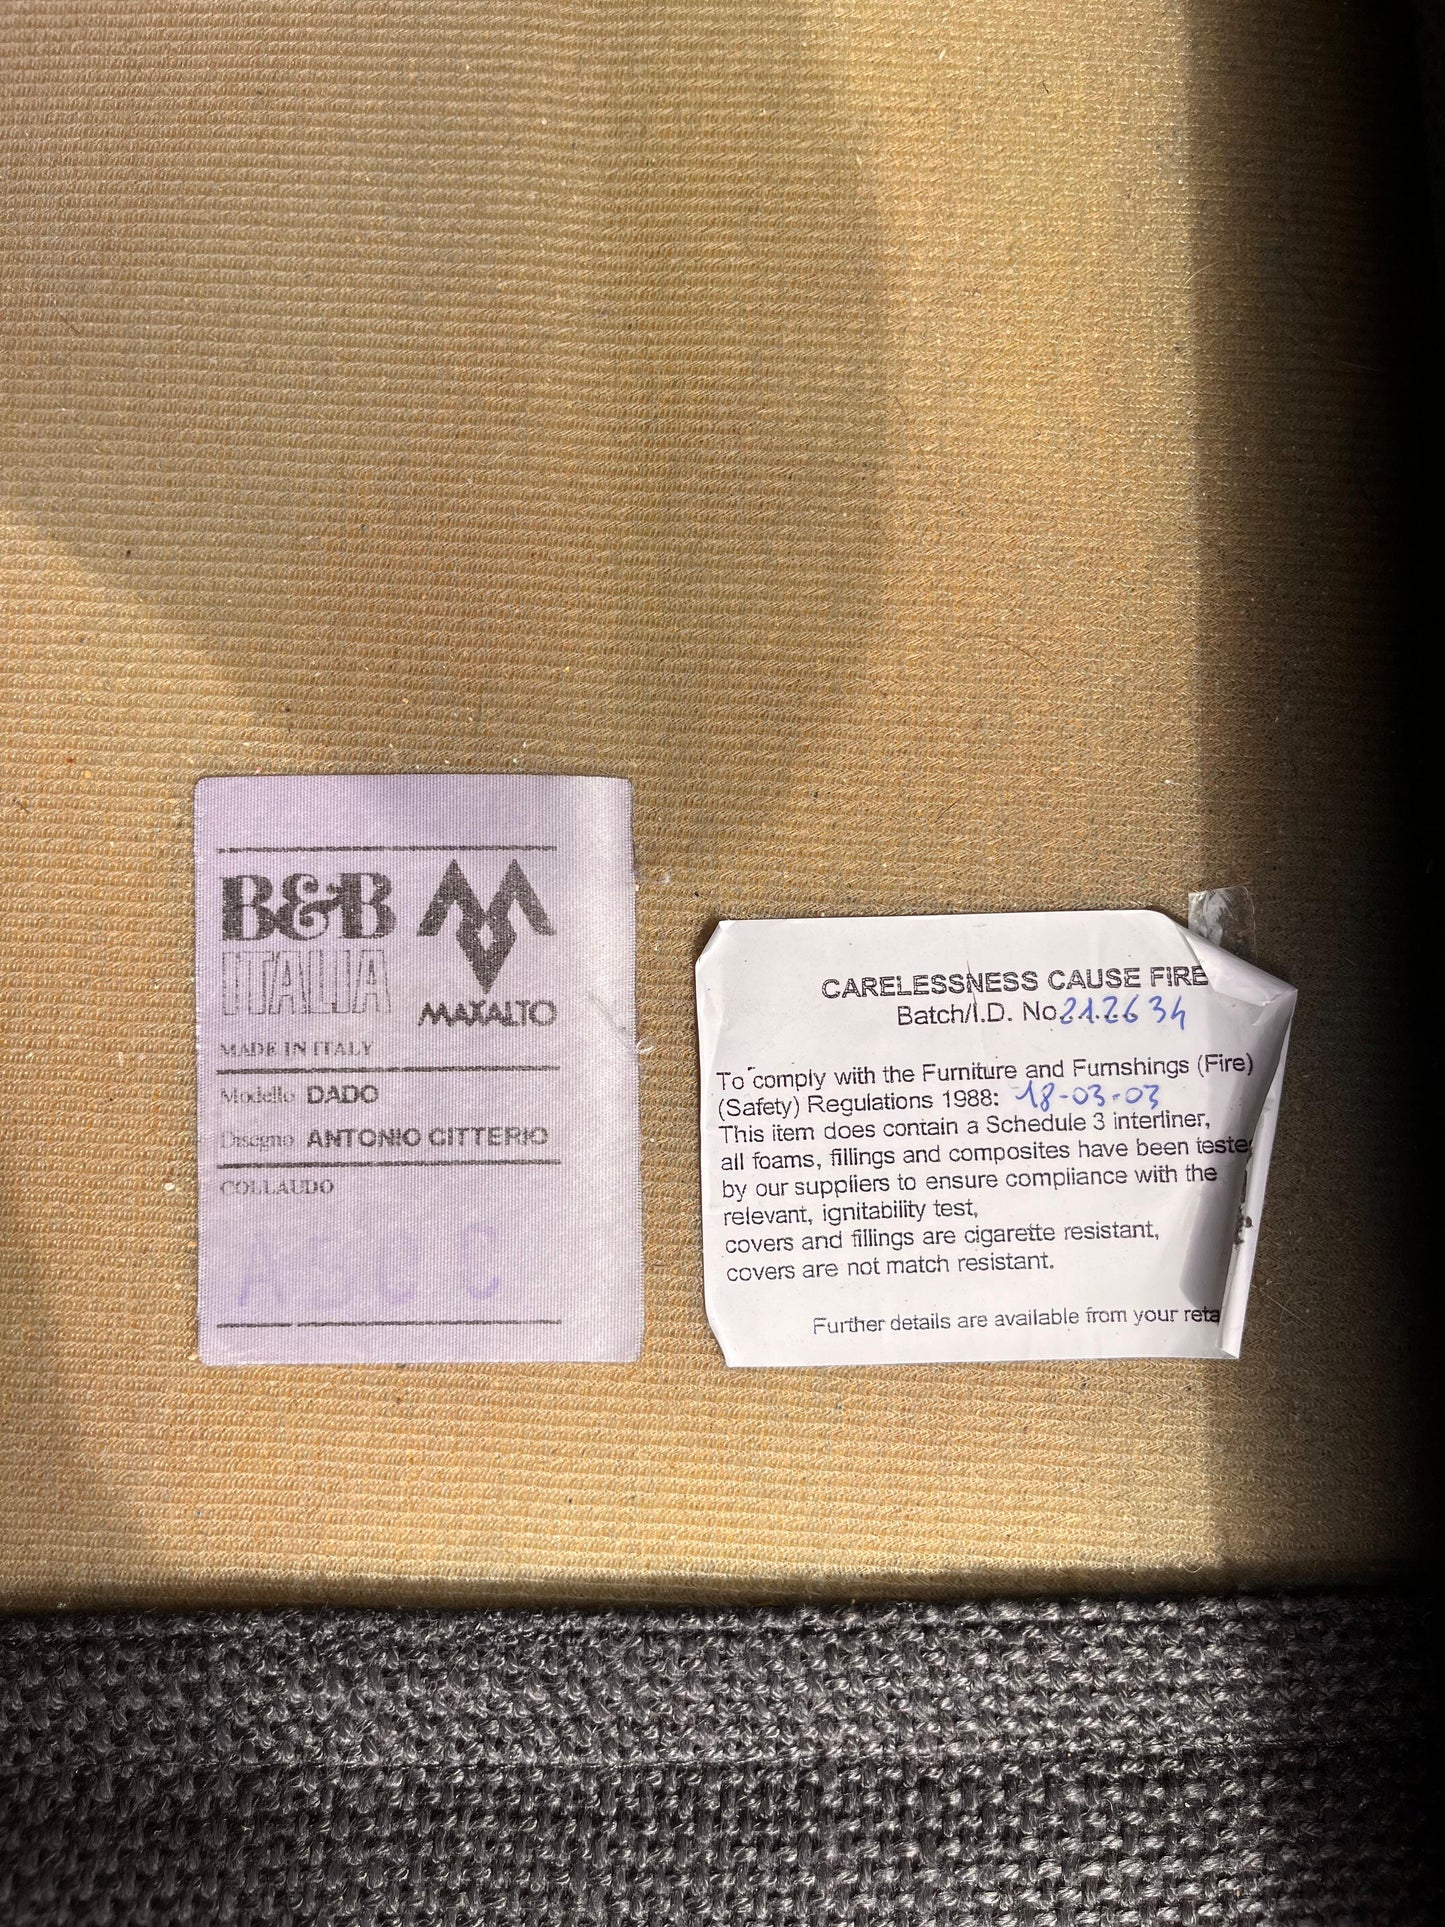 B&B
ITALIA
MAXALTO
MADE IN ITALY
Modello DADO
Disegno ANTONIO CITTERIO
COLLAUDO
CARELESSNESS CAUSE FIRE
Batch/I.D. No 212634
To comply with the Furniture and Furnshings (Fire)
(Safety) Regulations 1988: 18-03-03
This item does contain a Schedule 3 interliner,
all foams, fillings and composites have been teste
by our suppliers to ensure compliance with the
relevant, ignitability test,
covers and fillings are cigarette resistant,
covers are not match resistant.
Further details are available from your reta